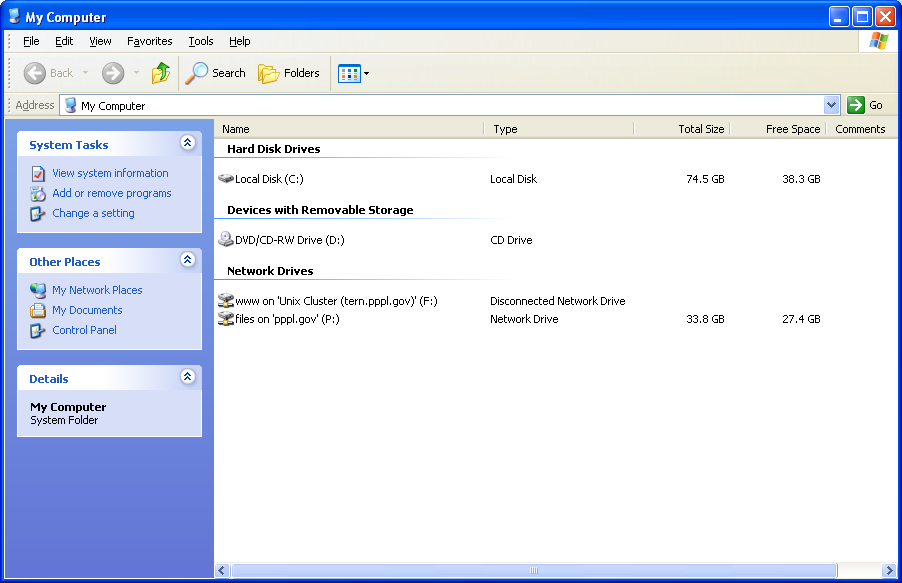 My Computer
File Edit View Favorites Tools Help
Back Search Folders
Address My Computer Go
System Tasks
View system information
Add or remove programs
Change a setting
Other Places
My Network Places
My Documents
Control Panel
Details
My Computer
System Folder
Name Type Total Size Free Space Comments
Hard Disk Drives
Local Disk (C:) Local Disk 74.5 GB 38.3 GB
Devices with Removable Storage
DVD/CD-RW Drive (D:) CD Drive
Network Drives
www on 'Unix Cluster (tern.pppl.gov)' (F:) Disconnected Network Drive
files on 'pppl.gov' (P:) Network Drive 33.8 GB 27.4 GB